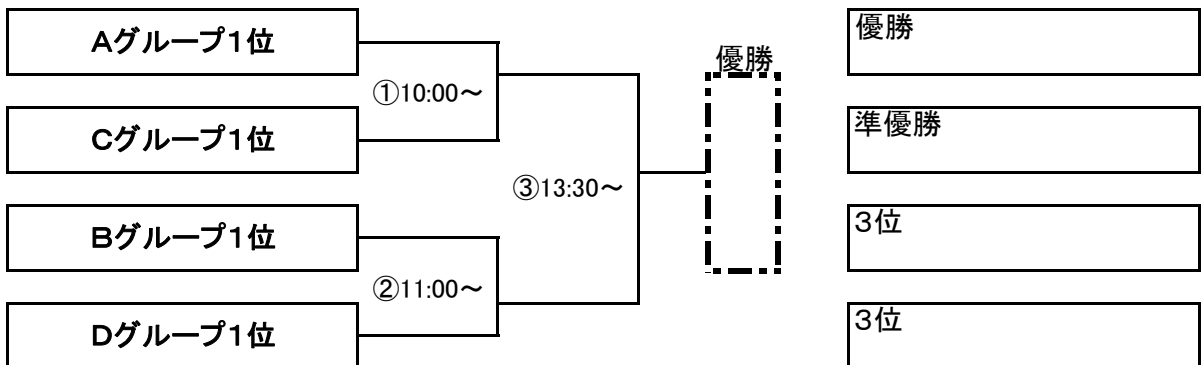 Aグループ1位
①10:00～
Cグループ1位
③13:30～
Bグループ1位
②11:00～
Dグループ1位
優勝
優勝
準優勝
3位
3位